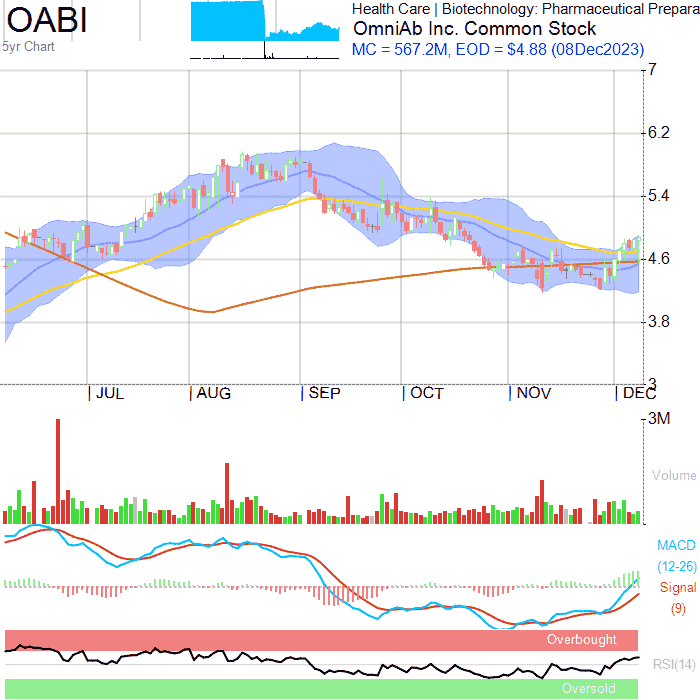 OABI
5yr Chart
Health Care | Biotechnology: Pharmaceutical Prepara
OmniAb Inc. Common Stock
MC = 567.2M, EOD = $4.88 (08Dec2023)
7
6.2
5.4
4.6
3.8
3
JUL AUG SEP OCT NOV DEC
3M
Volume
MACD
(12-26)
Signal
(9)
Overbought
RSI(14)
Oversold